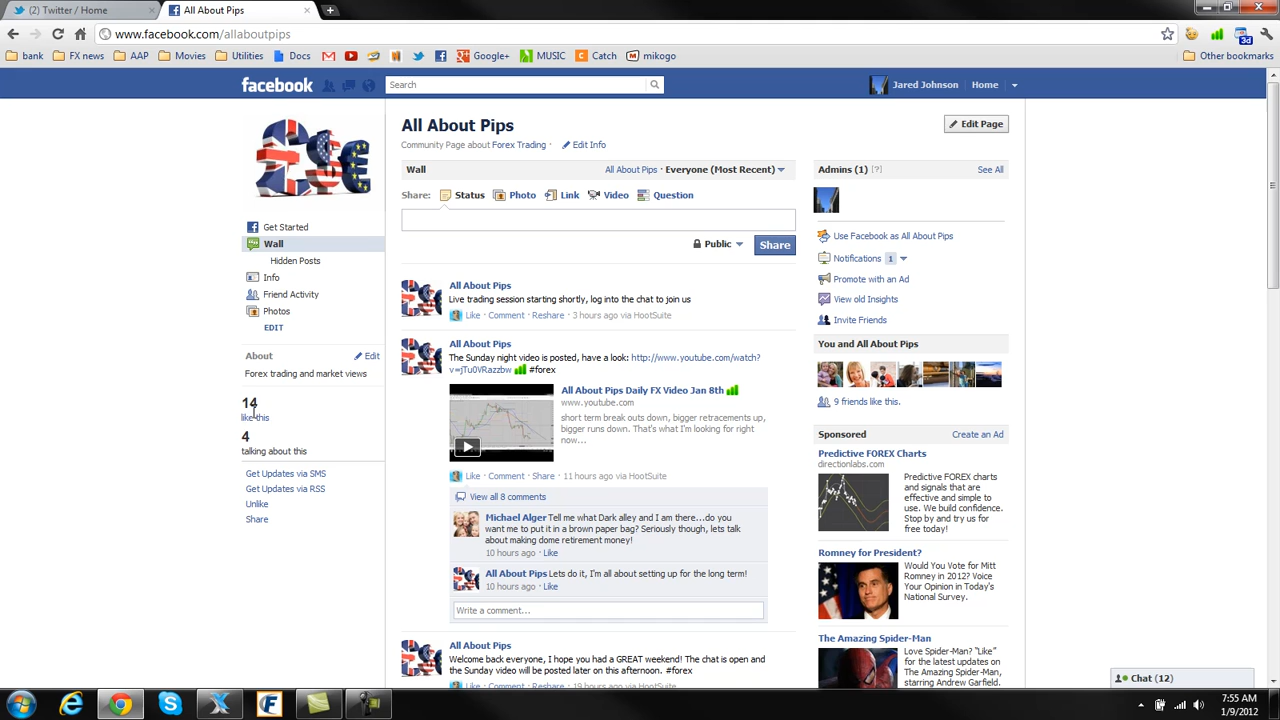 (2) Twitter / Home
All About Pips
www.facebook.com/allaboutpips
bank
FX news
AAP
Movies
Utilities
Docs
Google+
MUSIC
Catch
mikogo
33
Other bookmarks
facebook
Search
Jared Johnson
Home
All About Pips
Edit Page
Community Page about Forex Trading · Edit Info
Wall
All About Pips · Everyone (Most Recent)
Share: Status Photo Link Video Question
Public
Share
Get Started
Wall
Hidden Posts
Info
Friend Activity
Photos
EDIT
About
Edit
Forex trading and market views
14
like this
4
talking about this
Get Updates via SMS
Get Updates via RSS
Unlike
Share
All About Pips
Live trading session starting shortly, log into the chat to join us
Like · Comment · Reshare · 3 hours ago via HootSuite
All About Pips
The Sunday night video is posted, have a look: http://www.youtube.com/watch?
v=jTu0VRazzbw #forex
All About Pips Daily FX Video Jan 8th
www.youtube.com
short term break outs down, bigger retracements up,
bigger runs down. That's what I'm looking for right
now...
Like · Comment · Share · 11 hours ago via HootSuite
View all 8 comments
Michael Alger Tell me what Dark alley and I am there...do you
want me to put it in a brown paper bag? Seriously though, lets talk
about making dome retirement money!
10 hours ago · Like
All About Pips Lets do it, I'm all about setting up for the long term!
10 hours ago · Like
Write a comment...
All About Pips
Welcome back everyone, I hope you had a GREAT weekend! The chat is open and
the Sunday video will be posted later on this afternoon. #forex
Like · Comment · Reshare · 19 hours ago via HootSuite
Admins (1) [?]
See All
Use Facebook as All About Pips
Notifications 1
Promote with an Ad
View old Insights
Invite Friends
You and All About Pips
9 friends like this.
Sponsored
Create an Ad
Predictive FOREX Charts
directionlabs.com
Predictive FOREX charts
and signals that are
effective and simple to
use. We build confidence.
Stop by and try us for
free today!
Romney for President?
Would You Vote for Mitt
Romney in 2012? Voice
Your Opinion in Today's
National Survey.
The Amazing Spider-Man
Love Spider-Man? "Like"
for the latest updates on
The Amazing Spider-Man,
starring Andrew Garfield.
Chat (12)
7:55 AM
1/9/2012